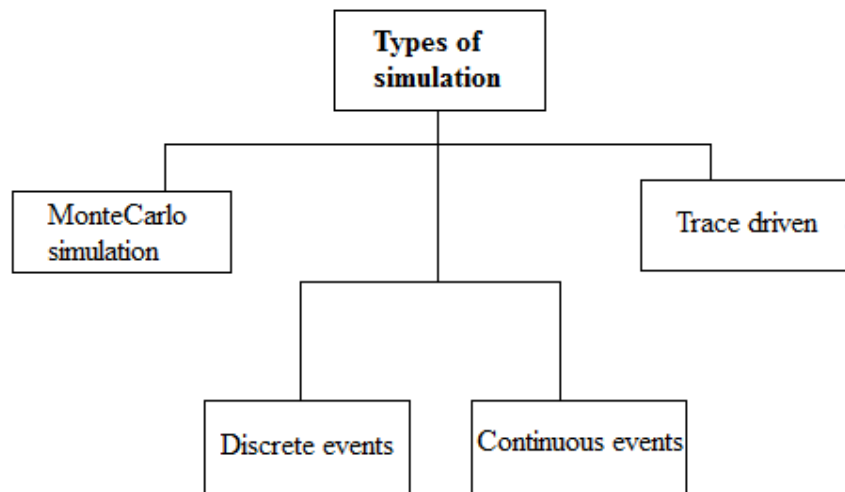 Types of
simulation
MonteCarlo
simulation
Trace driven
Discrete events
Continuous events